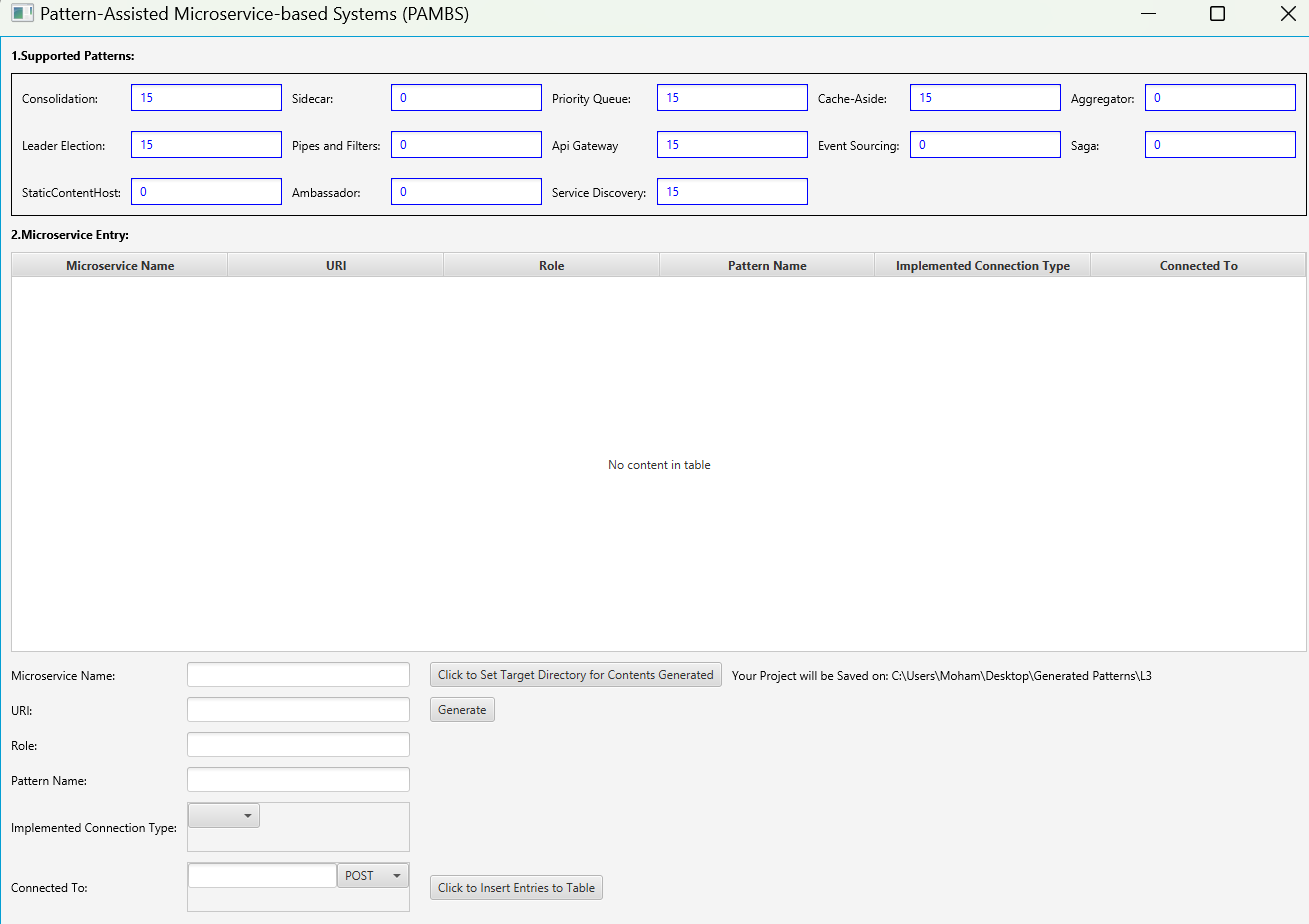 Pattern-Assisted Microservice-based Systems (PAMBS)
1.Supported Patterns:
Consolidation: 15 Sidecar: 0 Priority Queue: 15 Cache-Aside: 15 Aggregator: 0
Leader Election: 15 Pipes and Filters: 0 Api Gateway 15 Event Sourcing: 0 Saga: 0
StaticContentHost: 0 Ambassador: 0 Service Discovery: 15
2.Microservice Entry:
Microservice Name URI Role Pattern Name Implemented Connection Type Connected To
No content in table
Microservice Name: Click to Set Target Directory for Contents Generated Your Project will be Saved on: C:\Users\Moham\Desktop\Generated Patterns\L3
URI: Generate
Role:
Pattern Name:
Implemented Connection Type:
Connected To: POST Click to Insert Entries to Table